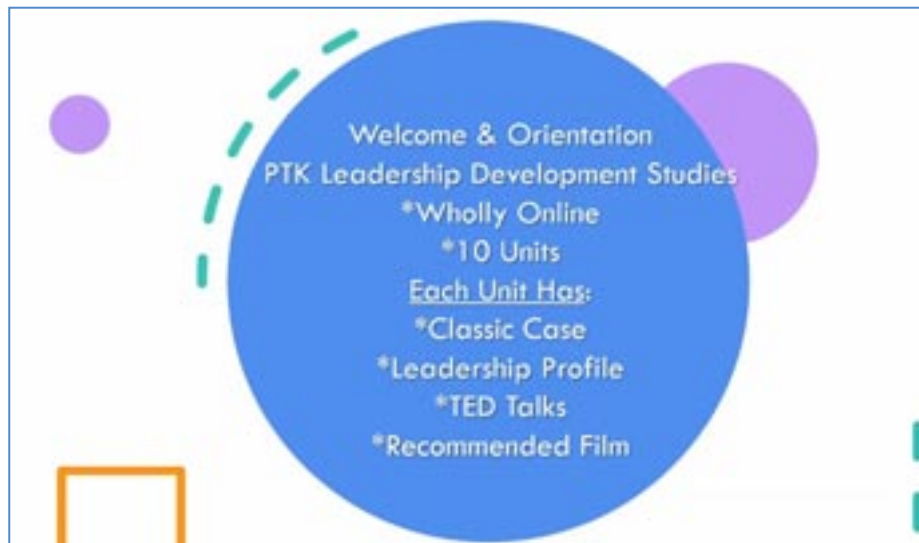 Welcome & Orientation
PTK Leadership Development Studies
*Wholly Online
*10 Units
Each Unit Has:
*Classic Case
*Leadership Profile
*TED Talks
*Recommended Film